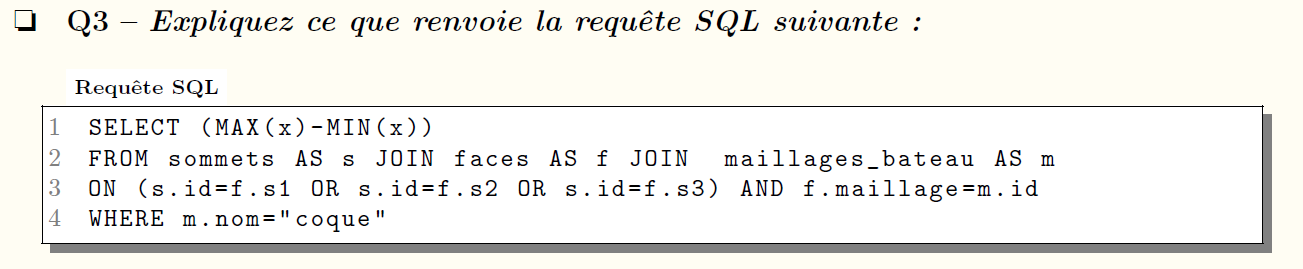 ❏ Q3 – Expliquez ce que renvoie la requête SQL suivante :
Requête SQL
1 SELECT (MAX(x)-MIN(x))
2 FROM sommets AS s JOIN faces AS f JOIN maillages_bateau AS m
3 ON (s.id=f.s1 OR s.id=f.s2 OR s.id=f.s3) AND f.maillage=m.id
4 WHERE m.nom="coque"